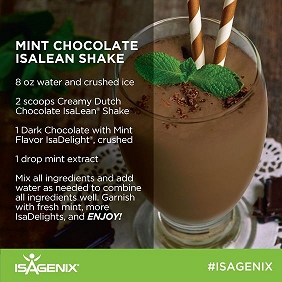 MINT CHOCOLATE
ISALEAN SHAKE
8 oz water and crushed ice
2 scoops Creamy Dutch
Chocolate IsaLean® Shake
1 Dark Chocolate with Mint
Flavor IsaDelight®, crushed
1 drop mint extract
Mix all ingredients and add
water as needed to combine
all ingredients well. Garnish
with fresh mint, more
IsaDelights, and ENJOY!
ISAGENIX
#ISAGENIX